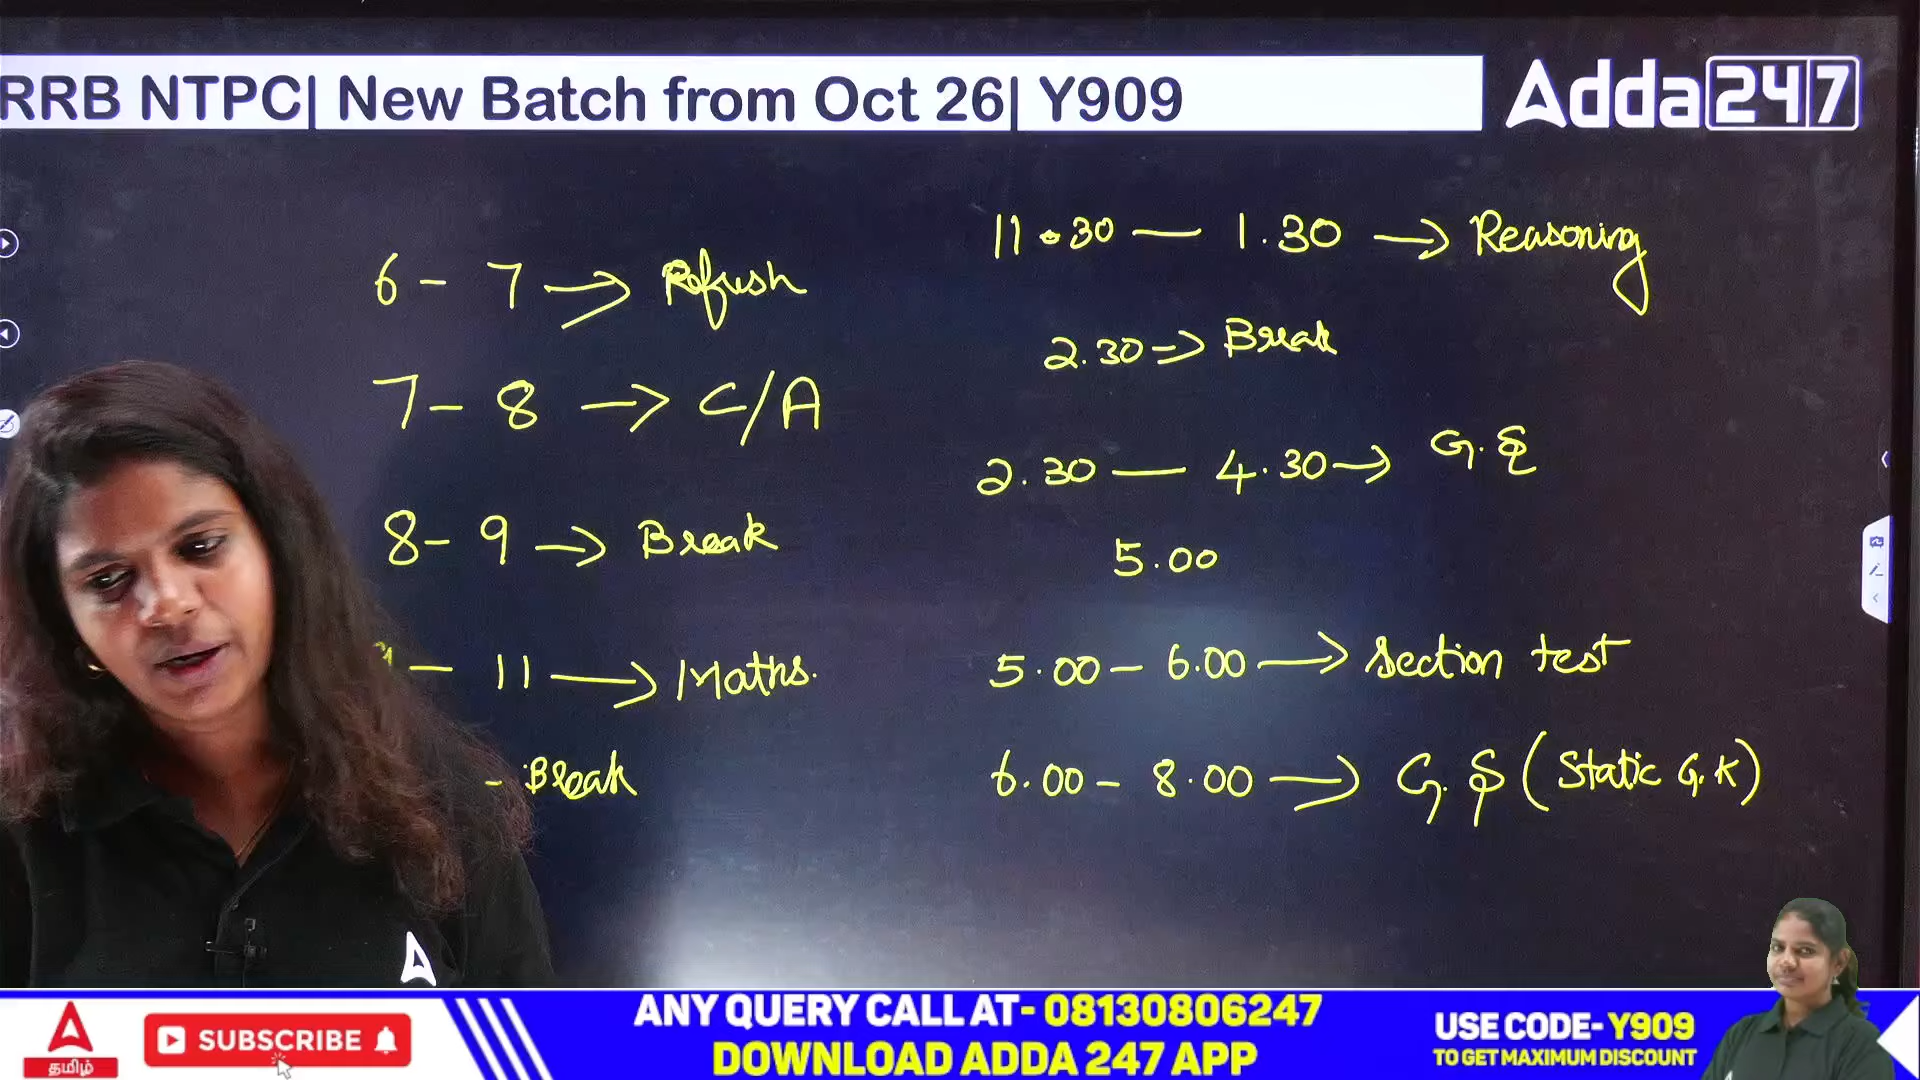 RRB NTPC| New Batch from Oct 26| Y909
Adda247
6 - 7 → Refresh
7 - 8 → C/A
8 - 9 → Break
9 - 11 → Maths.
- Break
11.30 — 1.30 → Reasoning
2.30 => Break
2.30 — 4.30 → G.S
5.00
5.00 - 6.00 → Section test
6.00 - 8.00 → G.S (Static G.K)
தமிழ்
SUBSCRIBE
ANY QUERY CALL AT- 08130806247
DOWNLOAD ADDA 247 APP
USE CODE- Y909
TO GET MAXIMUM DISCOUNT